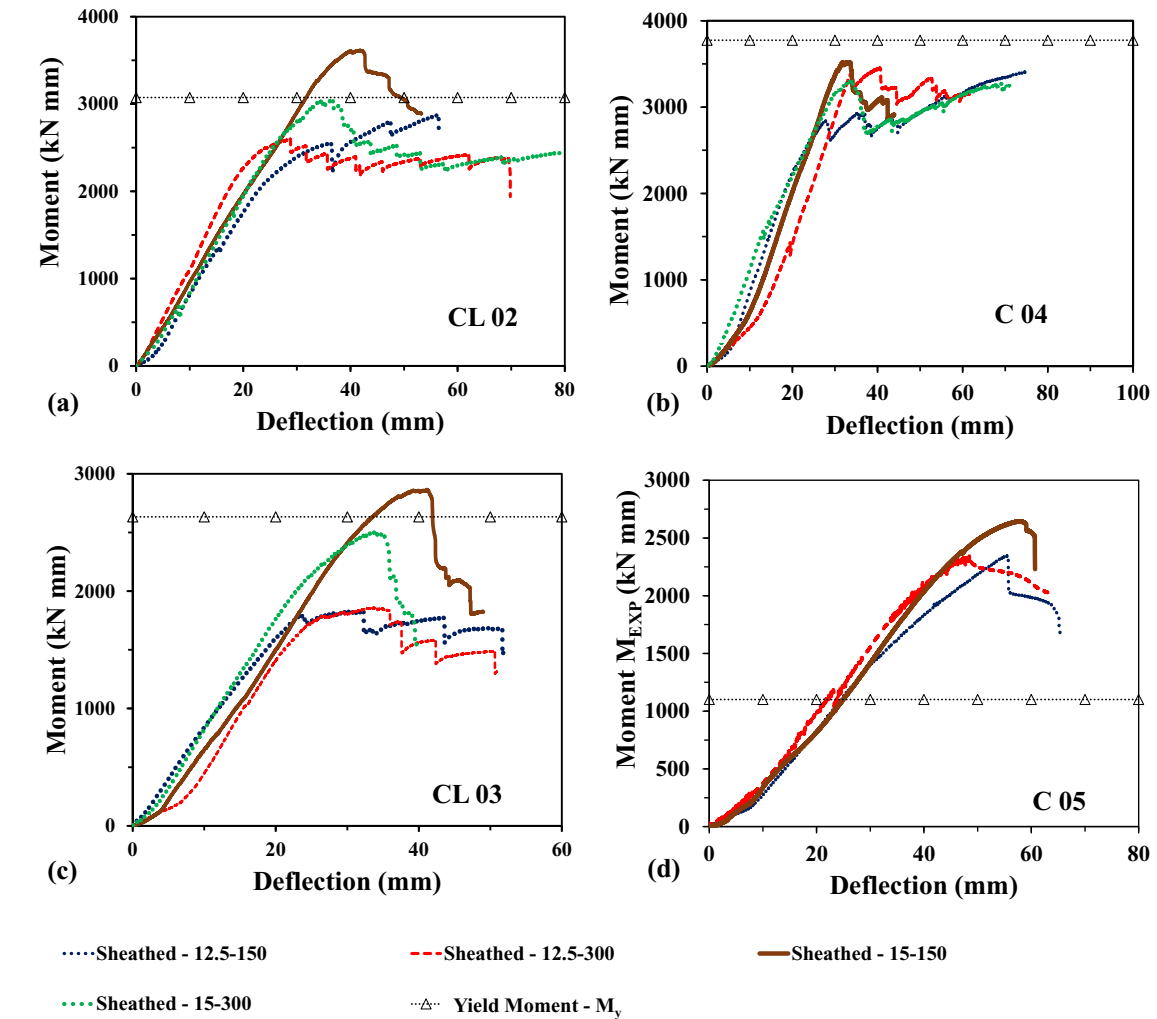 4000
3000
2000
1000
0
0
20
40
60
80
Moment (kN mm)
Deflection (mm)
CL 02
(a)
4000
3000
2000
1000
0
0
20
40
60
80
100
Moment (kN mm)
Deflection (mm)
C 04
(b)
3000
2000
1000
0
0
20
40
60
Moment (kN mm)
Deflection (mm)
CL 03
(c)
3000
2500
2000
1500
1000
500
0
0
20
40
60
80
Moment M_EXP (kN mm)
Deflection (mm)
C 05
(d)
Sheathed - 12.5-150
Sheathed - 12.5-300
Sheathed - 15-150
Sheathed - 15-300
Yield Moment - M_y